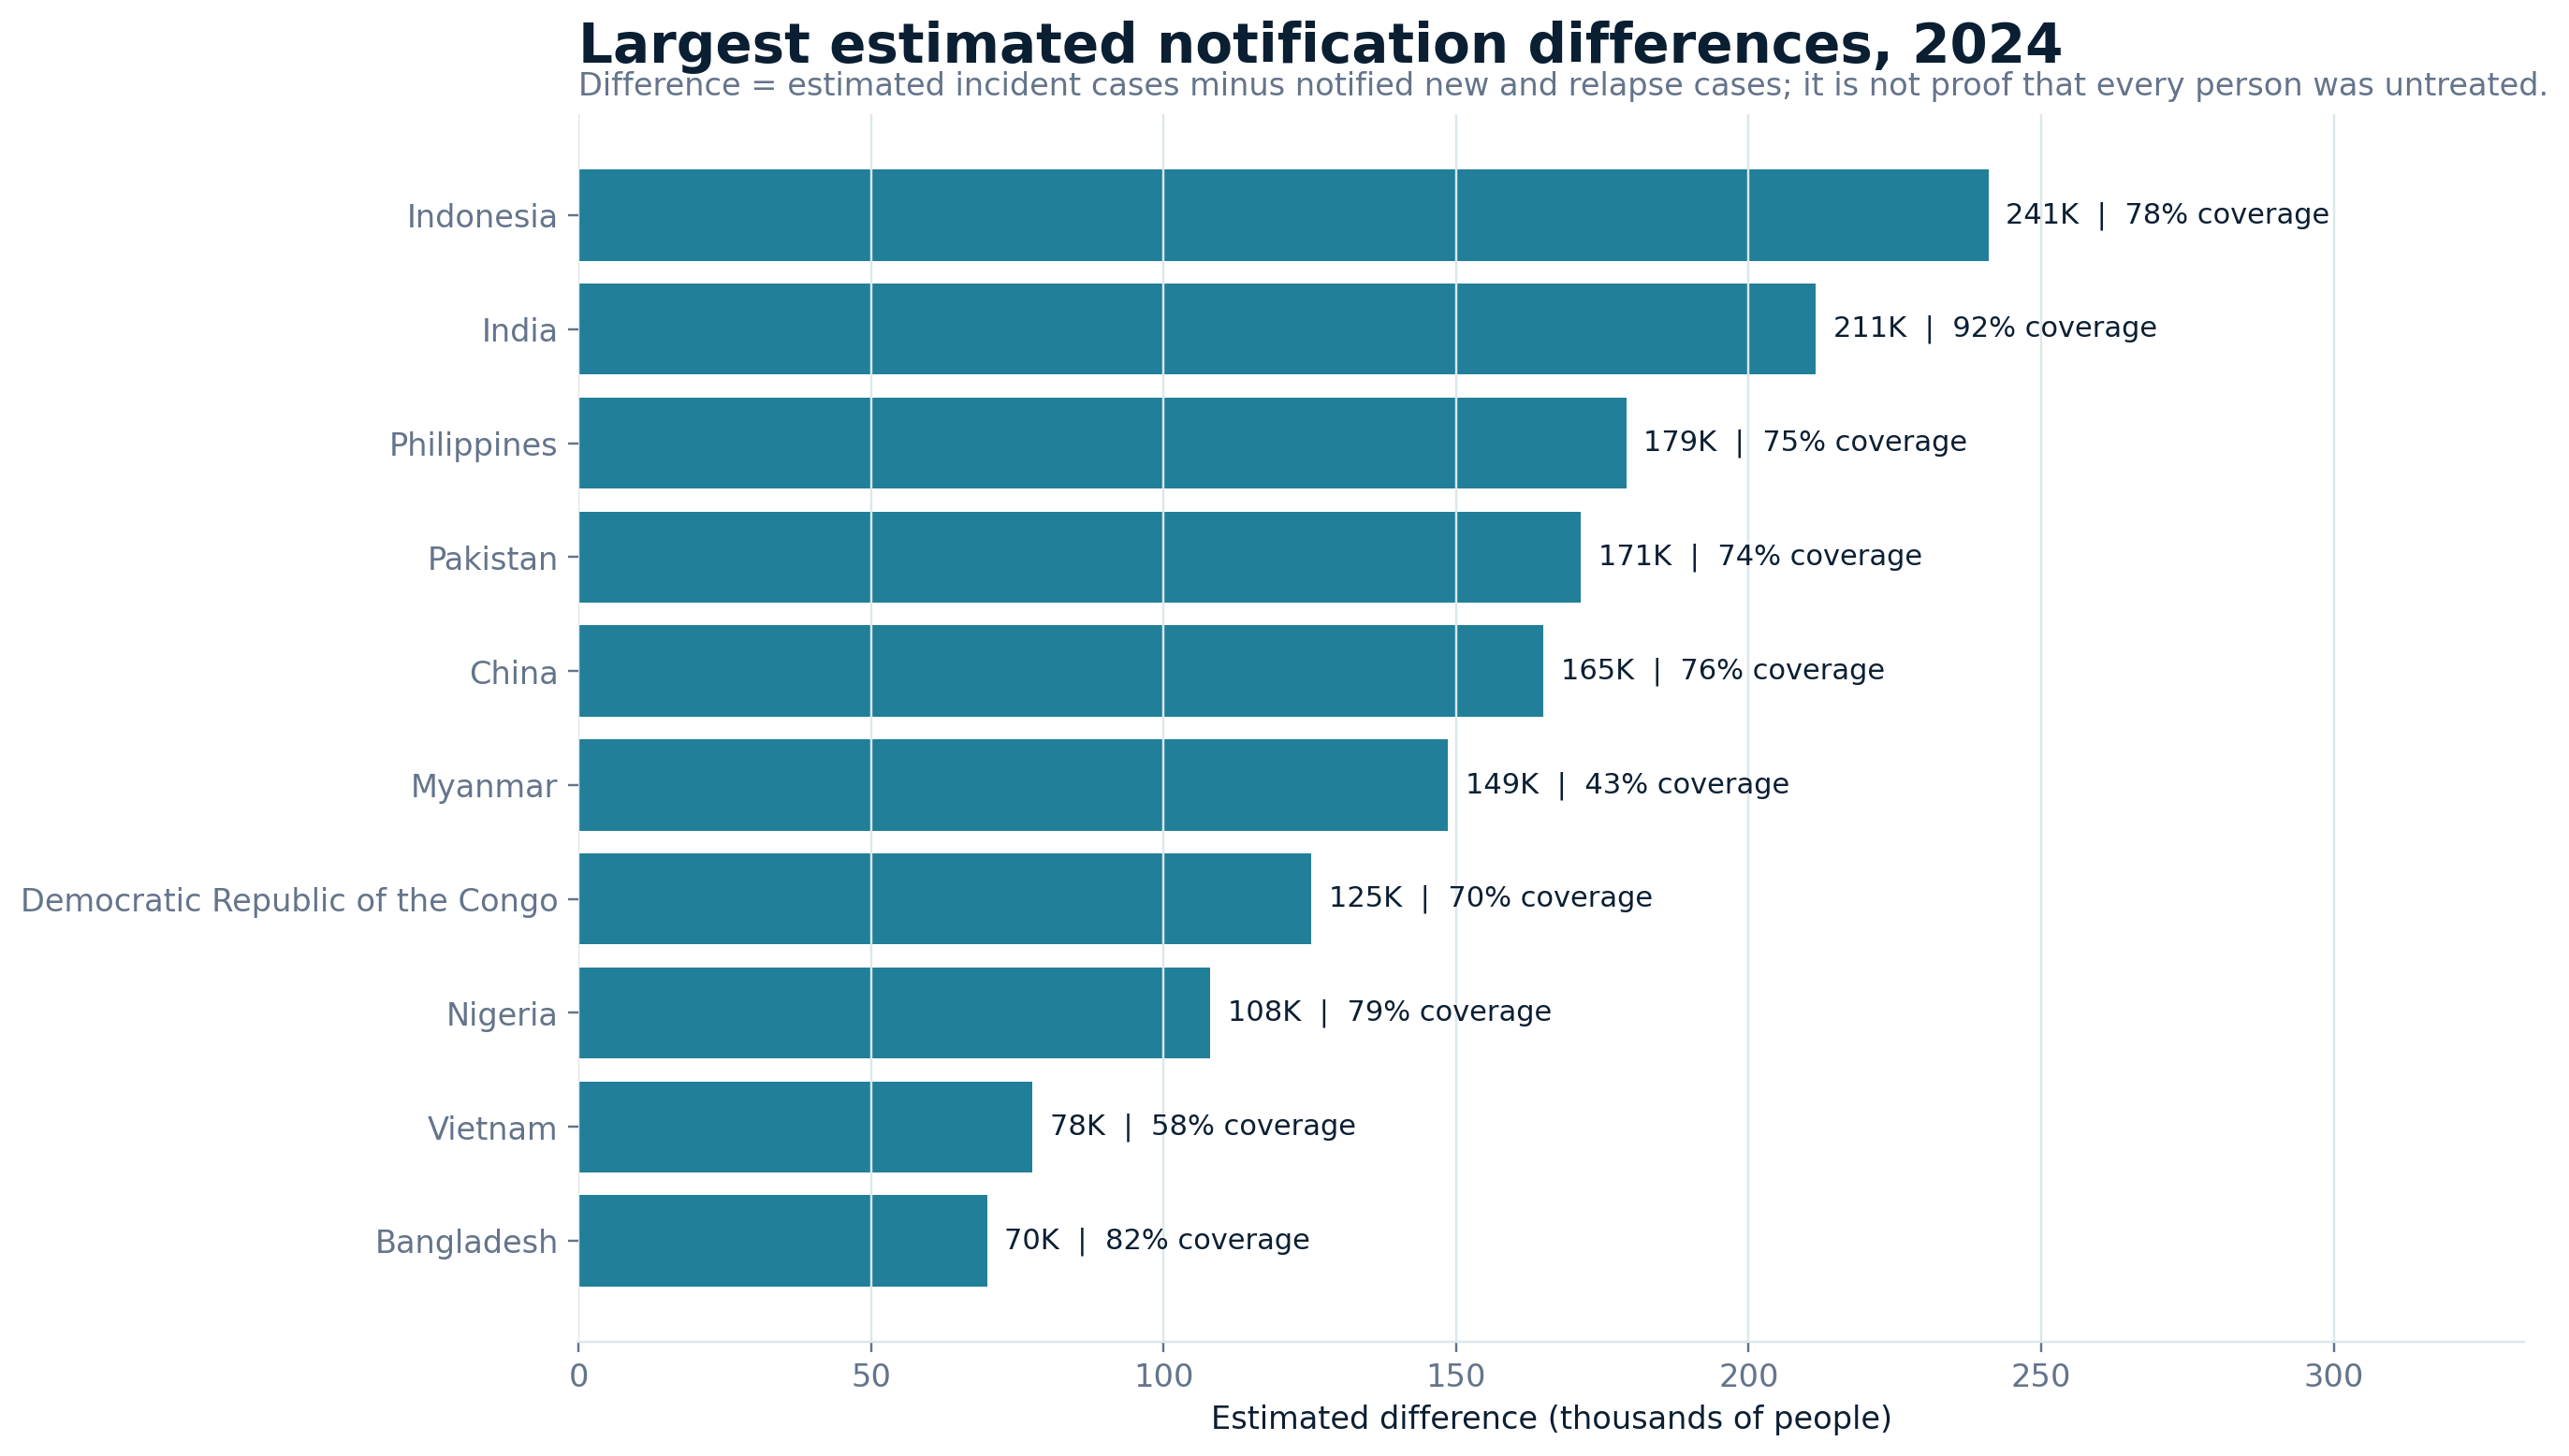 Largest estimated notification differences, 2024
Difference = estimated incident cases minus notified new and relapse cases; it is not proof that every person was untreated.
Indonesia 241K | 78% coverage
India 211K | 92% coverage
Philippines 179K | 75% coverage
Pakistan 171K | 74% coverage
China 165K | 76% coverage
Myanmar 149K | 43% coverage
Democratic Republic of the Congo 125K | 70% coverage
Nigeria 108K | 79% coverage
Vietnam 78K | 58% coverage
Bangladesh 70K | 82% coverage
0 50 100 150 200 250 300
Estimated difference (thousands of people)